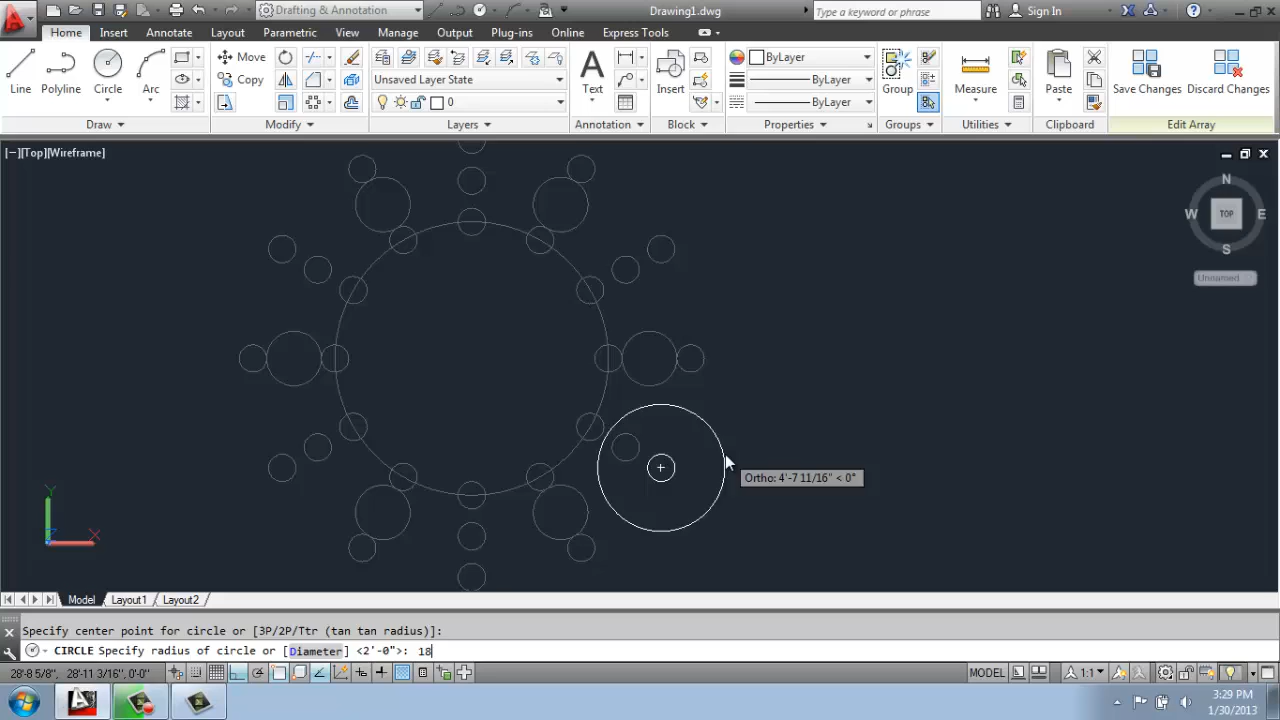 Drafting & Annotation
Drawing1.dwg
Type a keyword or phrase
Sign In
Home Insert Annotate Layout Parametric View Manage Output Plug-ins Online Express Tools
Line Polyline Circle Arc
Move
Copy
Unsaved Layer State
0
Text
Insert
ByLayer
ByLayer
ByLayer
Group
Measure
Paste
Save Changes
Discard Changes
Draw Modify Layers Annotation Block Properties Groups Utilities Clipboard Edit Array
[−][Top][Wireframe]
N
W TOP E
S
Unnamed
Ortho: 4'-7 11/16" < 0°
Y
X
Model Layout1 Layout2
Specify center point for circle or [3P/2P/Ttr (tan tan radius)]:
CIRCLE Specify radius of circle or [Diameter] <2'-0">: 18
28'-8 5/8", 28'-11 3/16", 0'-0"
MODEL
1:1
3:29 PM
1/30/2013